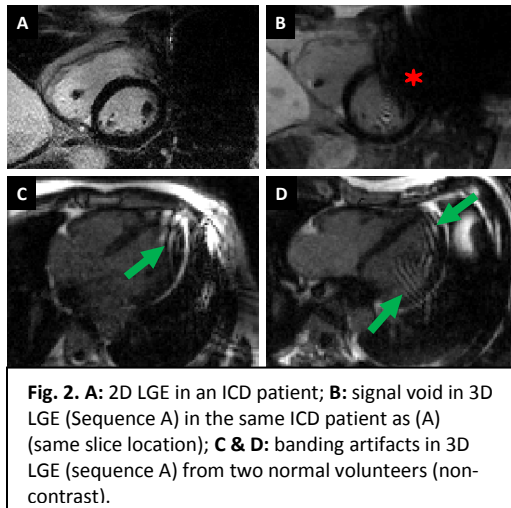 A
B
C
D
Fig. 2. A: 2D LGE in an ICD patient; B: signal void in 3D
LGE (Sequence A) in the same ICD patient as (A)
(same slice location); C & D: banding artifacts in 3D
LGE (sequence A) from two normal volunteers (non-
contrast).